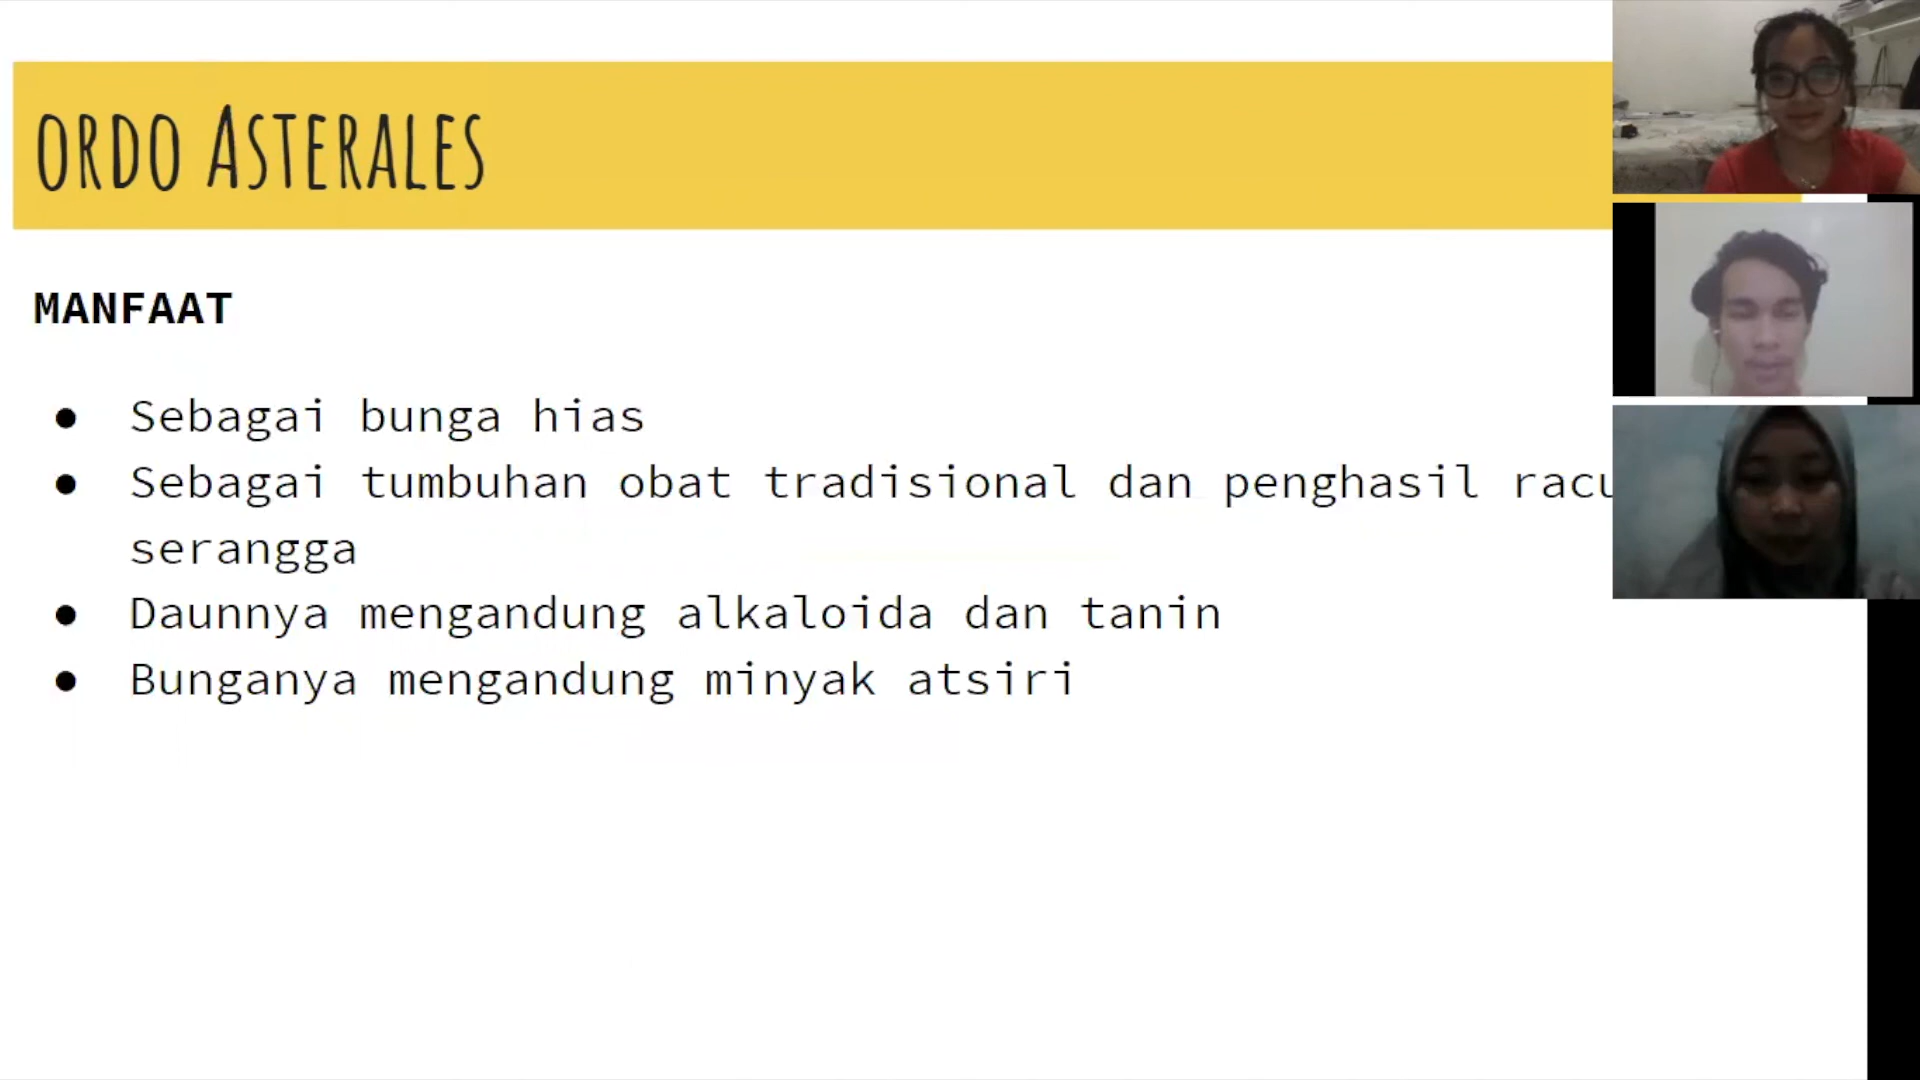 ORDO ASTERALES
MANFAAT
● Sebagai bunga hias
● Sebagai tumbuhan obat tradisional dan penghasil
serangga
● Daunnya mengandung alkaloida dan tanin
● Bunganya mengandung minyak atsiri